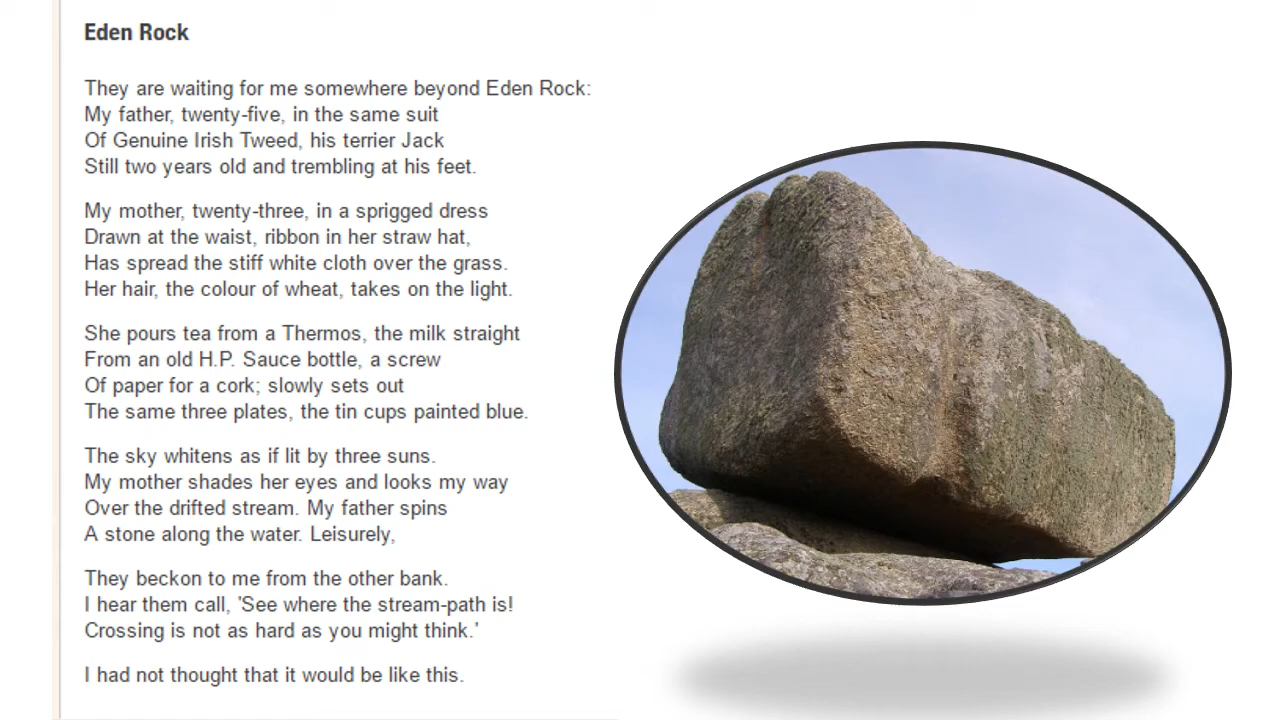 Eden Rock
They are waiting for me somewhere beyond Eden Rock:
My father, twenty-five, in the same suit
Of Genuine Irish Tweed, his terrier Jack
Still two years old and trembling at his feet.
My mother, twenty-three, in a sprigged dress
Drawn at the waist, ribbon in her straw hat,
Has spread the stiff white cloth over the grass.
Her hair, the colour of wheat, takes on the light.
She pours tea from a Thermos, the milk straight
From an old H.P. Sauce bottle, a screw
Of paper for a cork; slowly sets out
The same three plates, the tin cups painted blue.
The sky whitens as if lit by three suns.
My mother shades her eyes and looks my way
Over the drifted stream. My father spins
A stone along the water. Leisurely,
They beckon to me from the other bank.
I hear them call, 'See where the stream-path is!
Crossing is not as hard as you might think.'
I had not thought that it would be like this.